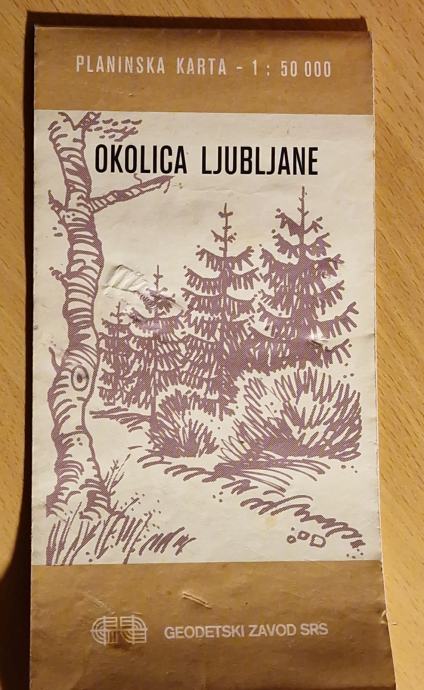 PLANINSKA KARTA - 1 : 50 000
OKOLICA LJUBLJANE
GEODETSKI ZAVOD SRS